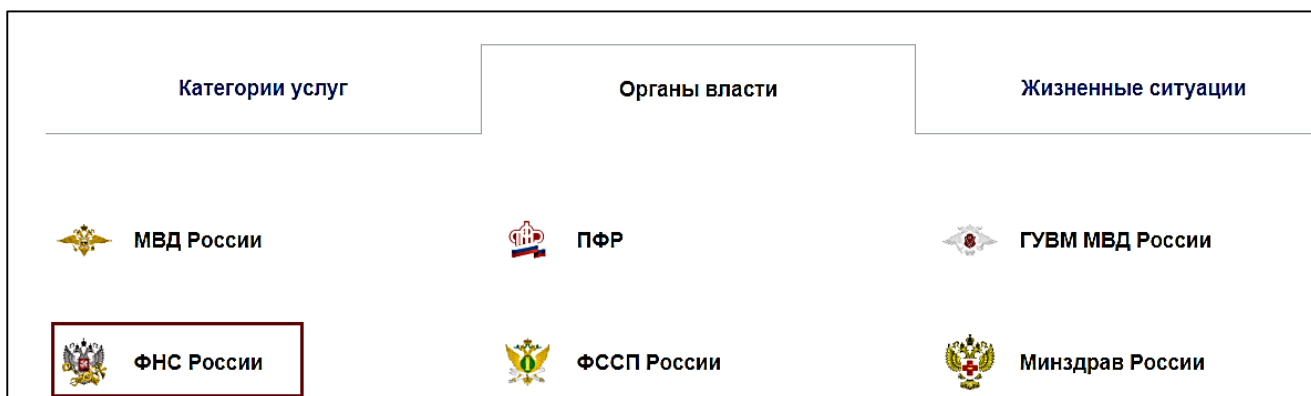 Категории услуг
Органы власти
Жизненные ситуации
МВД России
ПФР
ГУВМ МВД России
ФНС России
ФССП России
Минздрав России